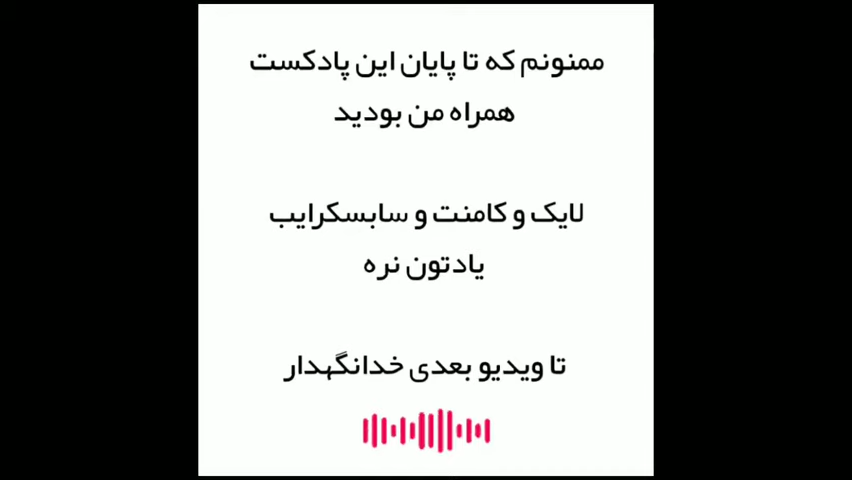 ممنونم که تا پایان این پادکست
همراه من بودید
لایک و کامنت و سابسکرایب
یادتون نره
تا ویدیو بعدی خدانگهدار